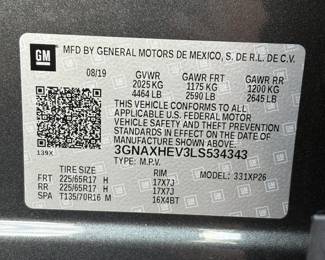 GM
MFD BY GENERAL MOTORS DE MEXICO, S. DE R.L. DE C.V.
08/19 GVWR GAWR FRT GAWR RR
2025 KG 1175 KG 1200 KG
4464 LB 2590 LB 2645 LB
THIS VEHICLE CONFORMS TO ALL
APPLICABLE U.S. FEDERAL MOTOR
VEHICLE SAFETY AND THEFT PREVENTION
STANDARDS IN EFFECT ON THE DATE OF
MANUFACTURE SHOWN ABOVE.
139X
3GNAXHEV3LS534343
TYPE: M.P.V. MODEL: 331XP26
TIRE SIZE RIM
FRT 225/65R17 H 17X7J
RR 225/65R17 H 17X7J
SPA T135/70R16 M 16X4BT